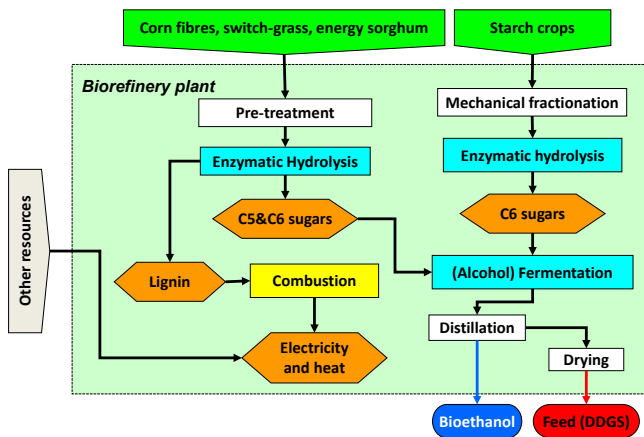 Corn fibres, switch-grass, energy sorghum
Starch crops
Biorefinery plant
Pre-treatment
Mechanical fractionation
Enzymatic Hydrolysis
Enzymatic hydrolysis
C5&C6 sugars
C6 sugars
Other resources
Lignin
Combustion
(Alcohol) Fermentation
Electricity
and heat
Distillation
Drying
Bioethanol
Feed (DDGS)